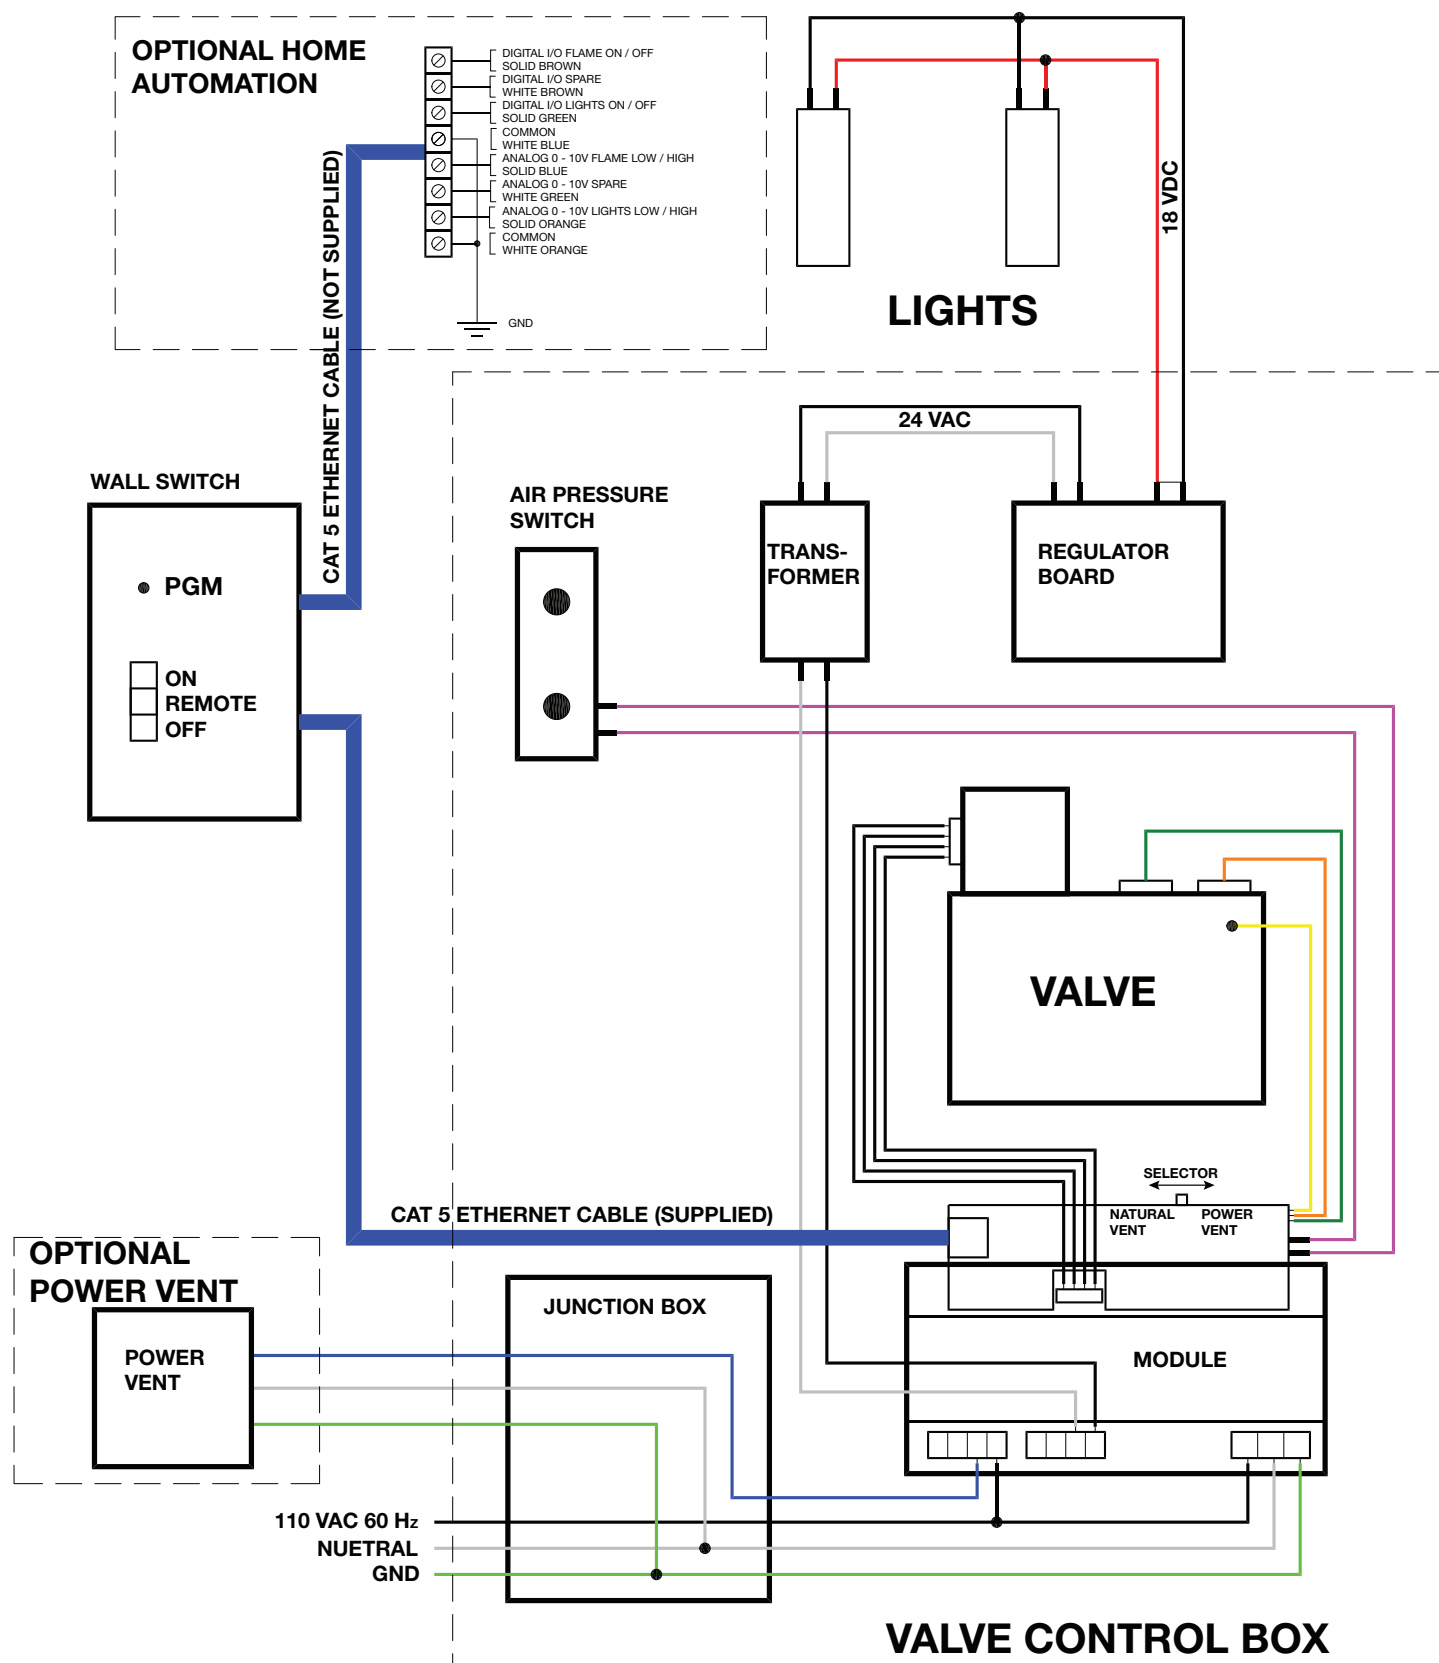 OPTIONAL HOME
AUTOMATION
DIGITAL I/O FLAME ON / OFF
SOLID BROWN
DIGITAL I/O SPARE
WHITE BROWN
DIGITAL I/O LIGHTS ON / OFF
SOLID GREEN
COMMON
WHITE BLUE
ANALOG 0 - 10V FLAME LOW / HIGH
SOLID BLUE
ANALOG 0 - 10V SPARE
WHITE GREEN
ANALOG 0 - 10V LIGHTS LOW / HIGH
SOLID ORANGE
COMMON
WHITE ORANGE
GND
CAT 5 ETHERNET CABLE (NOT SUPPLIED)
18 VDC
LIGHTS
24 VAC
WALL SWITCH
PGM
ON
REMOTE
OFF
AIR PRESSURE
SWITCH
TRANS-
FORMER
REGULATOR
BOARD
VALVE
SELECTOR
NATURAL
VENT
POWER
VENT
CAT 5 ETHERNET CABLE (SUPPLIED)
OPTIONAL
POWER VENT
POWER
VENT
JUNCTION BOX
MODULE
110 VAC 60 Hz
NUETRAL
GND
VALVE CONTROL BOX